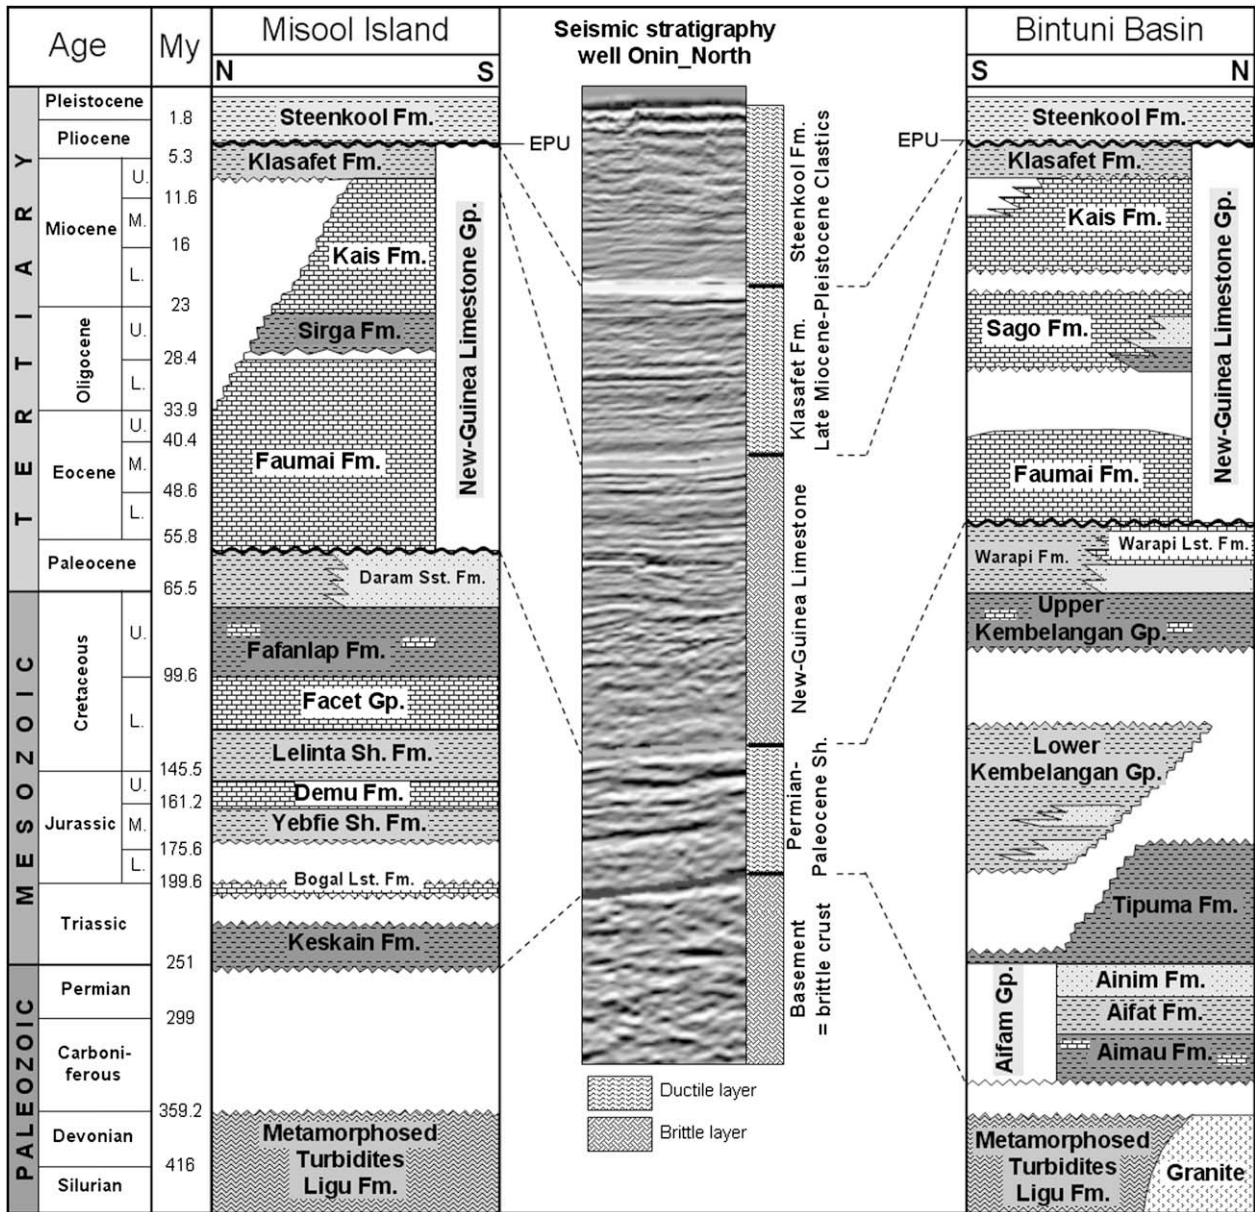 Age
My
Misool Island
N
S
Seismic stratigraphy
well Onin_North
Bintuni Basin
S
N
TERTIARY
MESOZOIC
PALEOZOIC
Pleistocene
Pliocene
Miocene
U.
M.
L.
Oligocene
U.
L.
Eocene
U.
M.
L.
Paleocene
Cretaceous
U.
L.
Jurassic
U.
M.
L.
Triassic
Permian
Carboni-
ferous
Devonian
Silurian
1.8
5.3
11.6
16
23
28.4
33.9
40.4
48.6
55.8
65.5
99.6
145.5
161.2
175.6
199.6
251
299
359.2
416
Steenkool Fm.
Klasafet Fm.
Kais Fm.
Sirga Fm.
Faumai Fm.
New-Guinea Limestone Gp.
Daram Sst. Fm.
Fafanlap Fm.
Facet Gp.
Lelinta Sh. Fm.
Demu Fm.
Yebfie Sh. Fm.
Bogal Lst. Fm.
Keskain Fm.
Metamorphosed
Turbidites
Ligu Fm.
EPU
Steenkool Fm.
Klasafet Fm.
Late Miocene-Pleistocene Clastics
New-Guinea Limestone
Permian-
Paleocene Sh.
Basement
= brittle crust
Ductile layer
Brittle layer
EPU
Steenkool Fm.
Klasafet Fm.
Kais Fm.
Sago Fm.
Faumai Fm.
New-Guinea Limestone Gp.
Warapi Fm.
Warapi Lst. Fm.
Upper
Kembelangan Gp.
Lower
Kembelangan Gp.
Tipuma Fm.
Aifam Gp.
Ainim Fm.
Aifat Fm.
Aimau Fm.
Metamorphosed
Turbidites
Ligu Fm.
Granite